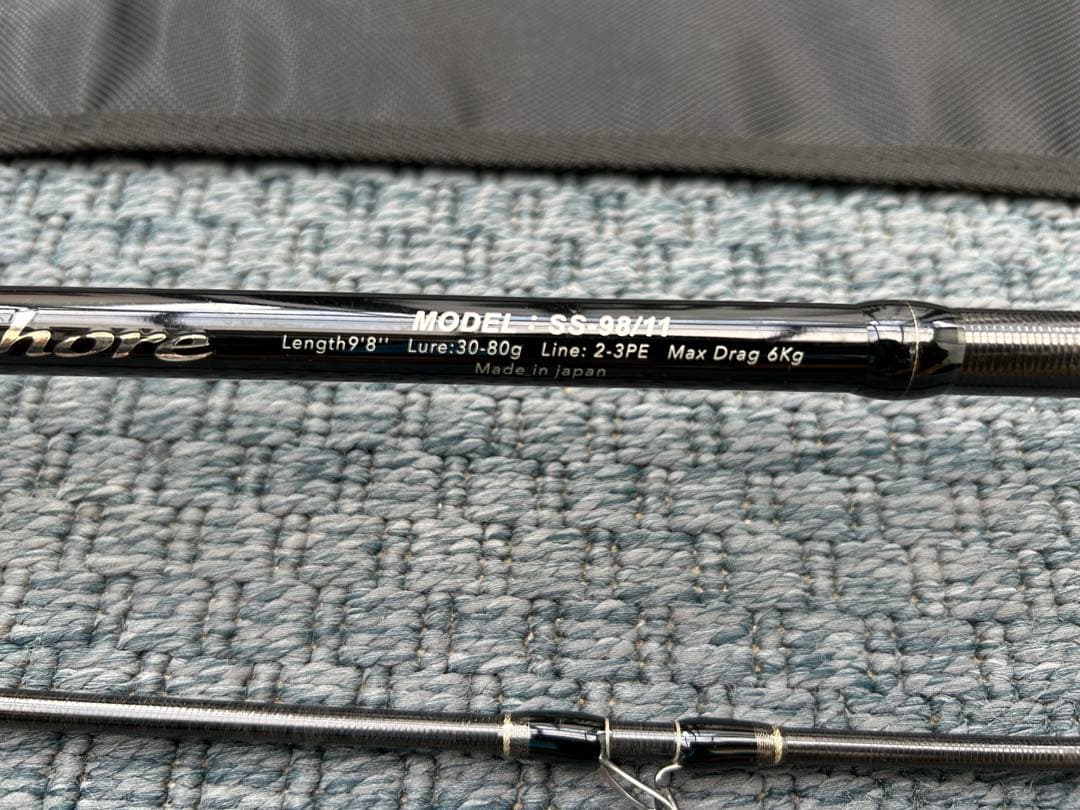 hore
MODEL : SS-98/11
Length9'8'' Lure:30-80g Line: 2-3PE Max Drag 6Kg
Made in japan